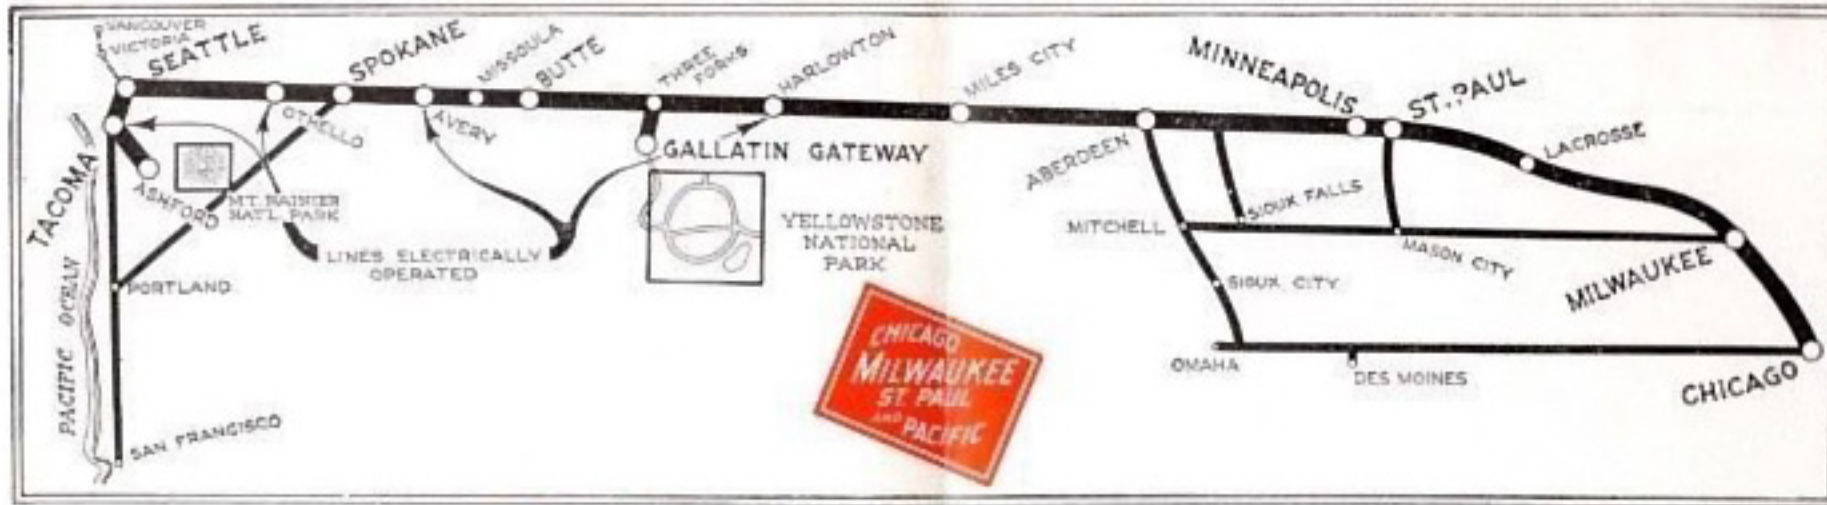 VANCOUVER
VICTORIA
SEATTLE
SPOKANE
MISSOULA
BUTTE
THREE
FORKS
HARLOWTON
MILES CITY
MINNEAPOLIS
ST. PAUL
LACROSSE
OTHELLO
AVERY
GALLATIN GATEWAY
ABERDEEN
TACOMA
ASHFORD
MT. RAINIER
NAT'L PARK
SIOUX FALLS
MITCHELL
MASON CITY
MILWAUKEE
LINES ELECTRICALLY
OPERATED
YELLOWSTONE
NATIONAL
PARK
PORTLAND
SIOUX CITY
PACIFIC OCEAN
OMAHA
DES MOINES
CHICAGO
SAN FRANCISCO
CHICAGO
MILWAUKEE
ST. PAUL
AND PACIFIC